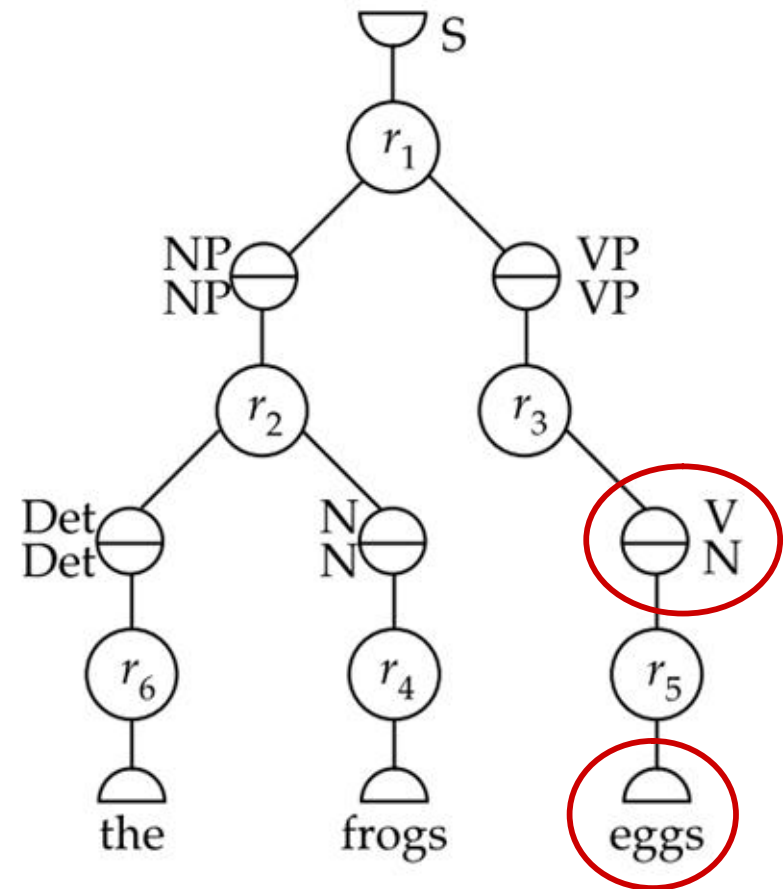 S
r₁
NP VP
NP VP
r₂ r₃
Det N V
Det N N
r₆ r₄ r₅
the frogs eggs